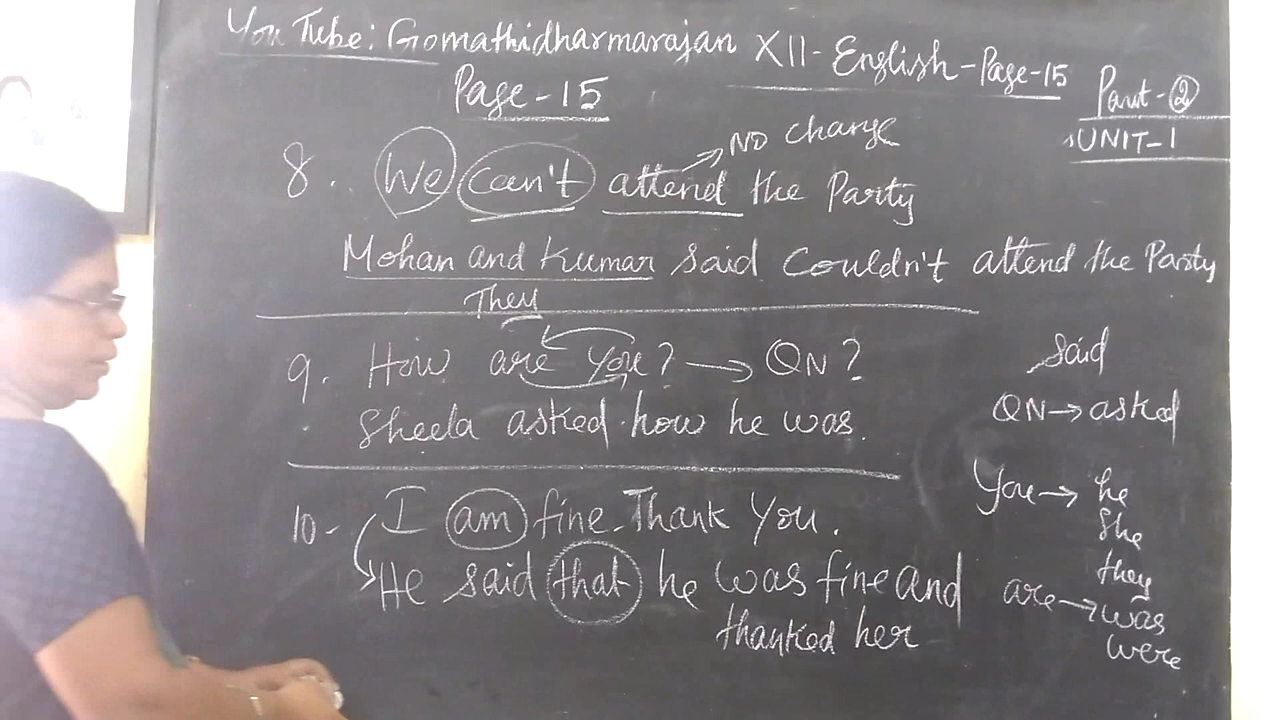 YouTube: Gomathidharmarajan XII-English-Page-15
Page-15
Part-2
UNIT-1
8. We can't attend the Party
No change
Mohan and Kumar said couldn't attend the Party
They
9. How are you? → QN?
Sheela asked how he was.
said
QN → asked
10- I am fine. Thank You.
He said that he was fine and
thanked her
You → he
she
they
are → was
were